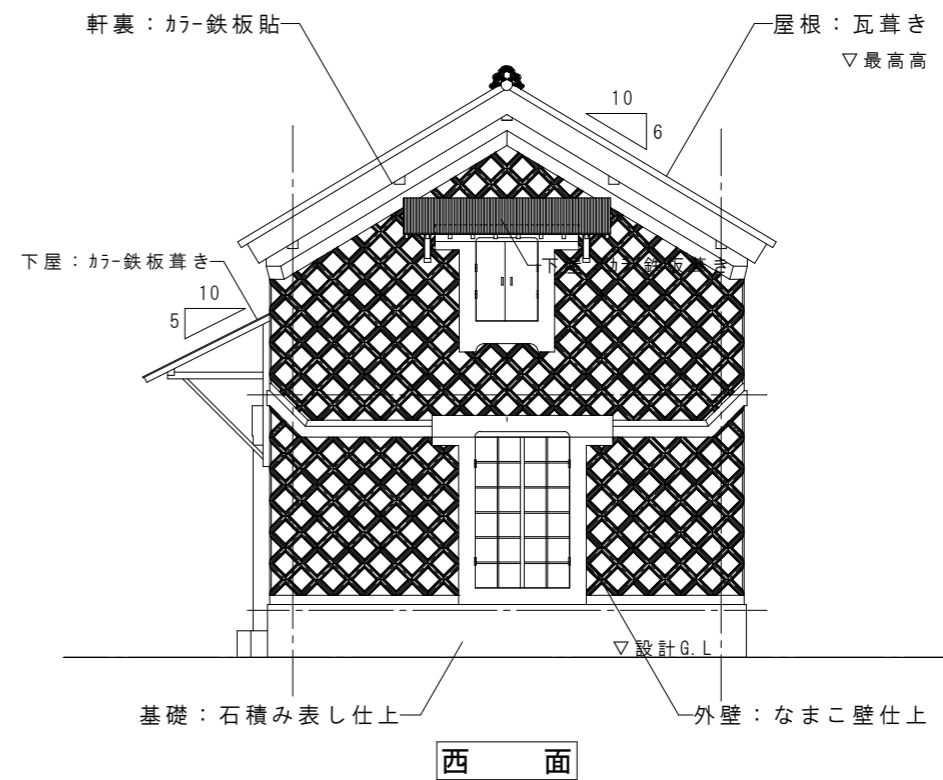 軒裏：ｶﾗｰ鉄板貼
屋根：瓦葺き
▽最高高
10
6
下屋：ｶﾗｰ鉄板葺き
下屋：ｶﾗｰ鉄板葺き
10
5
▽設計G.L
基礎：石積み表し仕上
外壁：なまこ壁仕上
西　面